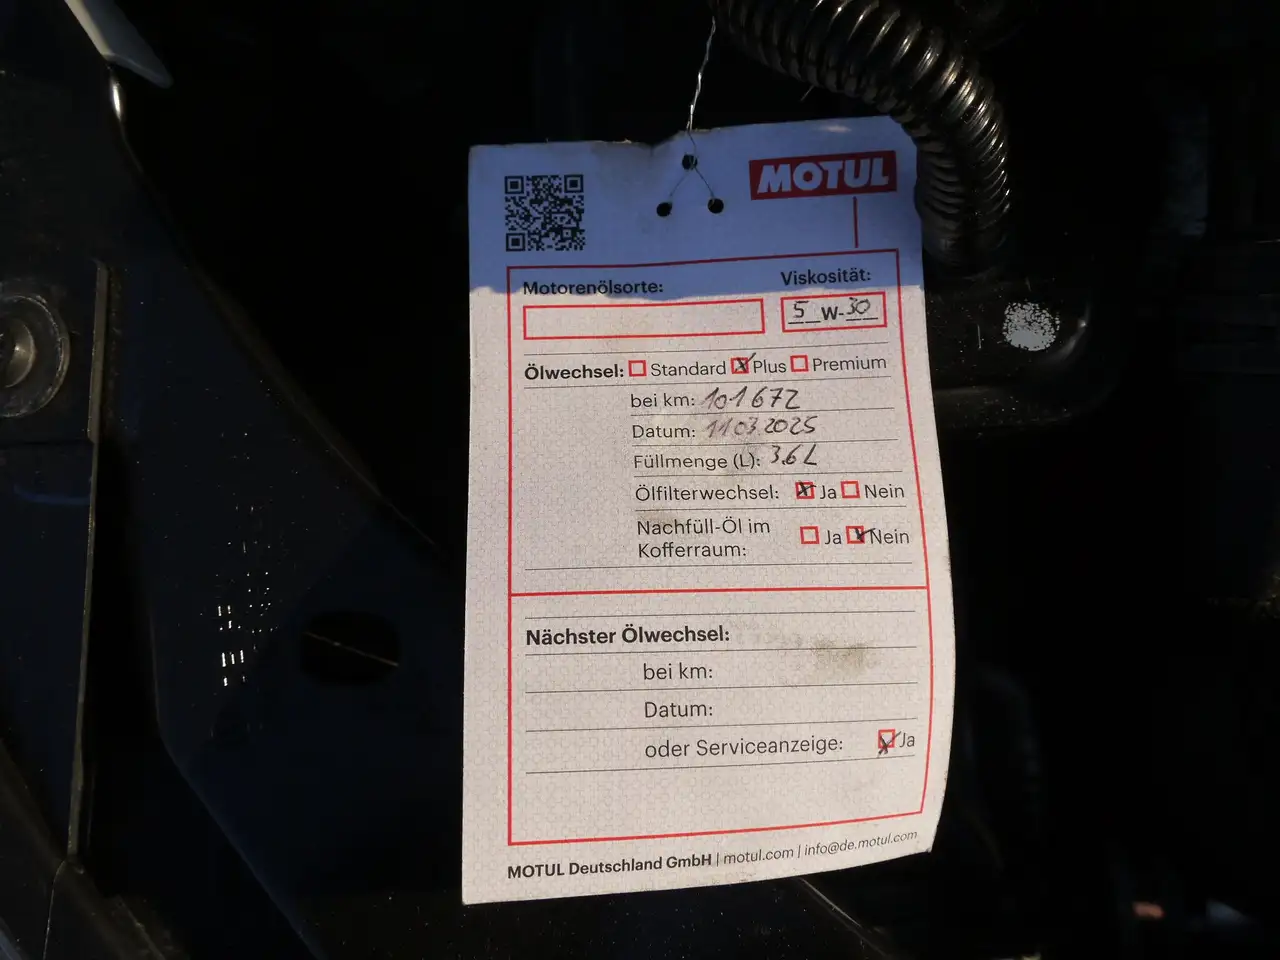 MOTUL
Motorenölsorte: Viskosität:
5 W-30
Ölwechsel: Standard Plus Premium
bei km: 101672
Datum: 11.03.2025
Füllmenge (L): 3.6 L
Ölfilterwechsel: Ja Nein
Nachfüll-Öl im Ja Nein
Kofferraum:
Nächster Ölwechsel:
bei km:
Datum:
oder Serviceanzeige: Ja
MOTUL Deutschland GmbH | motul.com | info@de.motul.com